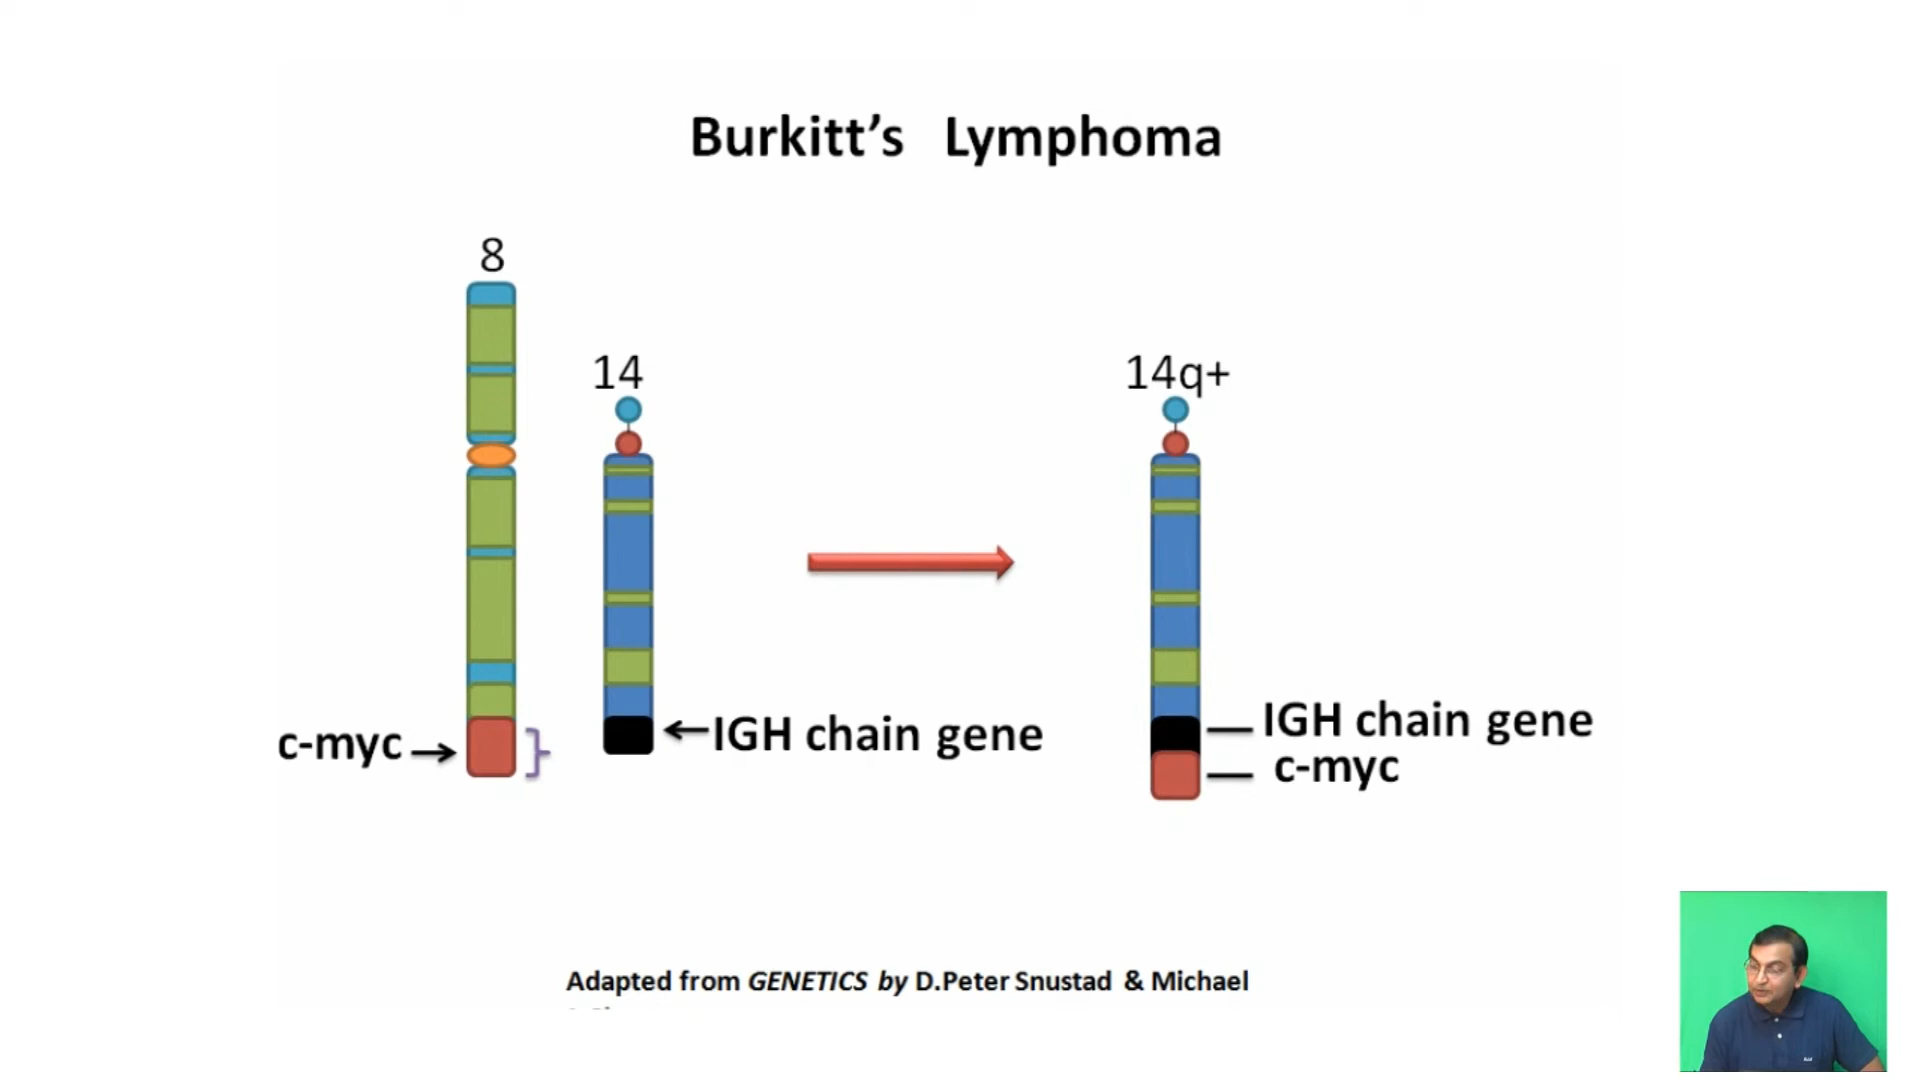 Burkitt's Lymphoma
8
14
14q+
c-myc
IGH chain gene
IGH chain gene
c-myc
Adapted from GENETICS by D.Peter Snustad & Michael